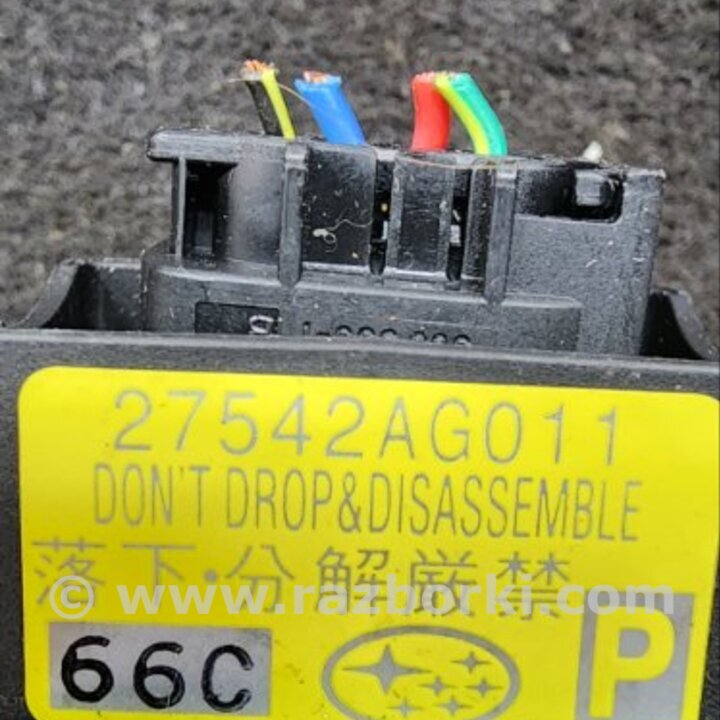 27542AG011
DON'T DROP&DISASSEMBLE
落下・分解厳禁
© www.razborki.com
66C
P